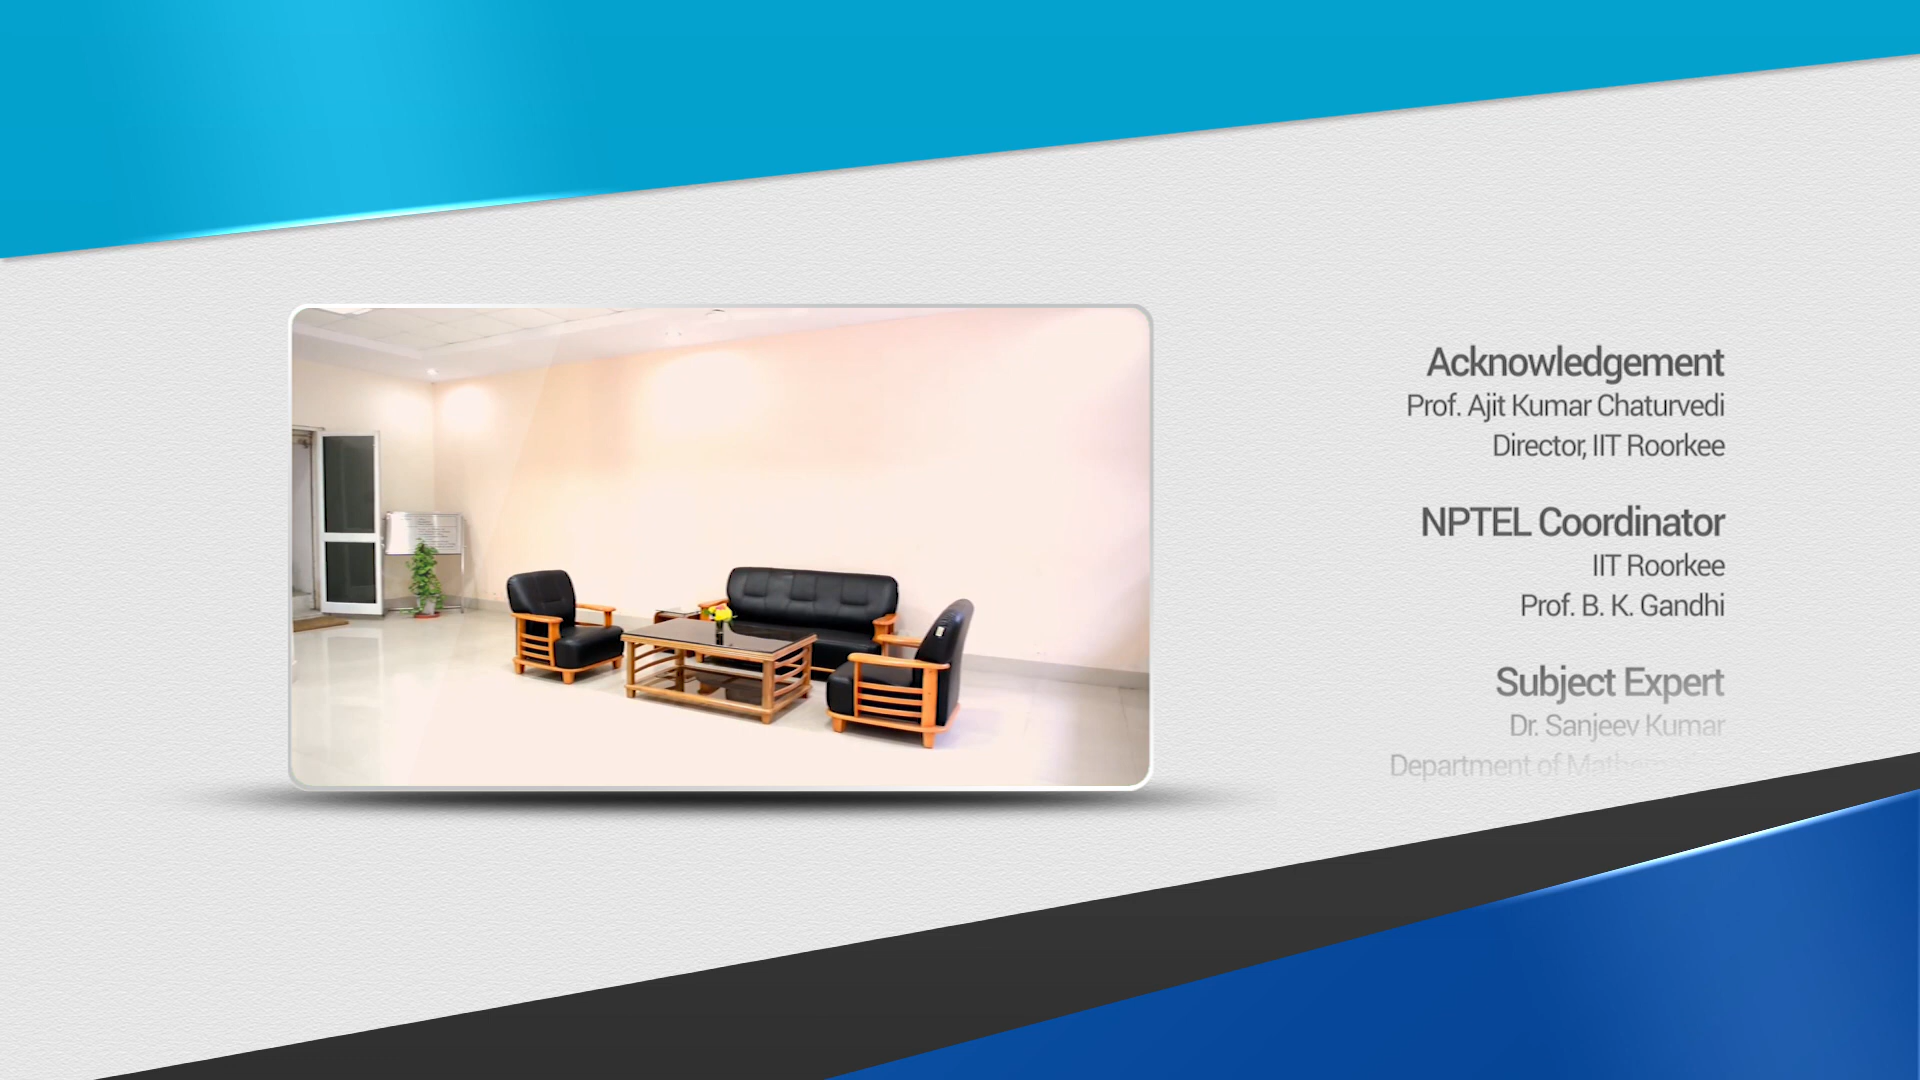 Acknowledgement
Prof. Ajit Kumar Chaturvedi
Director, IIT Roorkee
NPTEL Coordinator
IIT Roorkee
Prof. B. K. Gandhi
Subject Expert
Dr. Sanjeev Kumar
Department of